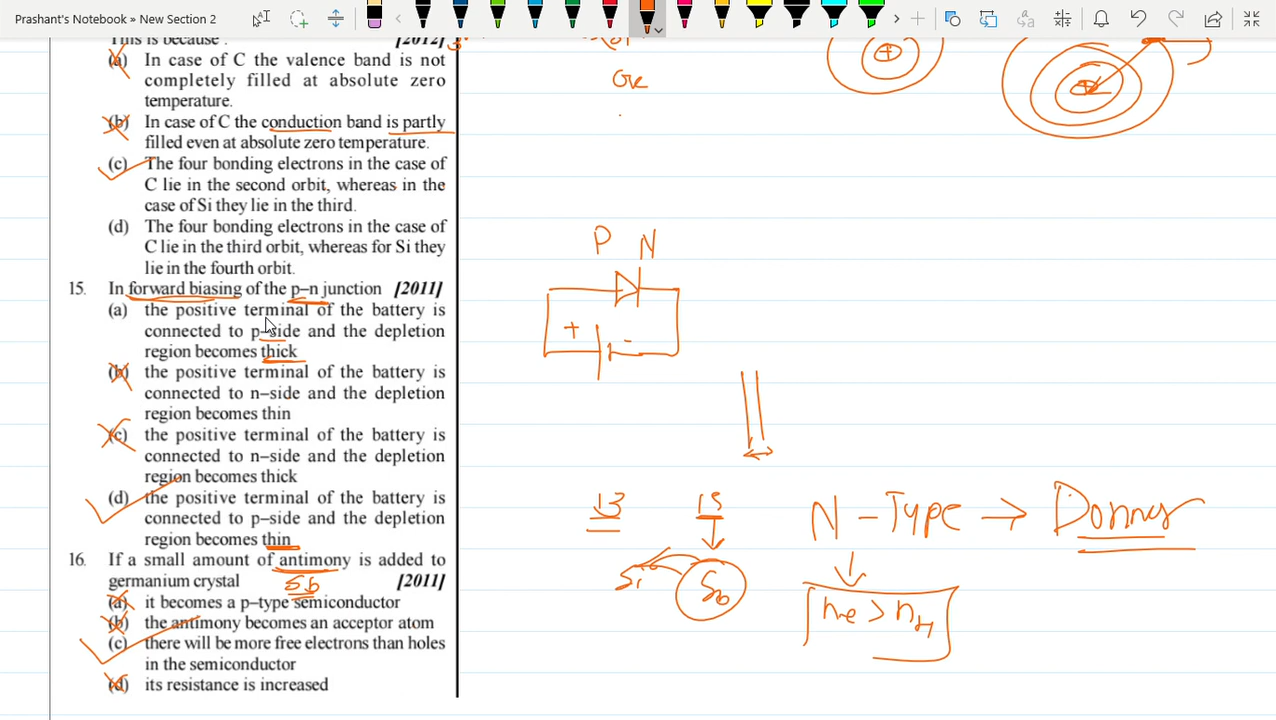 Prashant's Notebook » New Section 2
This is because : [2012]
(a) In case of C the valence band is not
completely filled at absolute zero
temperature.
(b) In case of C the conduction band is partly
filled even at absolute zero temperature.
(c) The four bonding electrons in the case of
C lie in the second orbit, whereas in the
case of Si they lie in the third.
(d) The four bonding electrons in the case of
C lie in the third orbit, whereas for Si they
lie in the fourth orbit.
15. In forward biasing of the p–n junction [2011]
(a) the positive terminal of the battery is
connected to p–side and the depletion
region becomes thick
(b) the positive terminal of the battery is
connected to n–side and the depletion
region becomes thin
(c) the positive terminal of the battery is
connected to n–side and the depletion
region becomes thick
(d) the positive terminal of the battery is
connected to p–side and the depletion
region becomes thin
16. If a small amount of antimony is added to
germanium crystal [2011]
Sb
(a) it becomes a p–type semiconductor
(b) the antimony becomes an acceptor atom
(c) there will be more free electrons than holes
in the semiconductor
(d) its resistance is increased
+
+
P N
+ -
13 15
N - Type → Donner
Si Sb
ne > nH